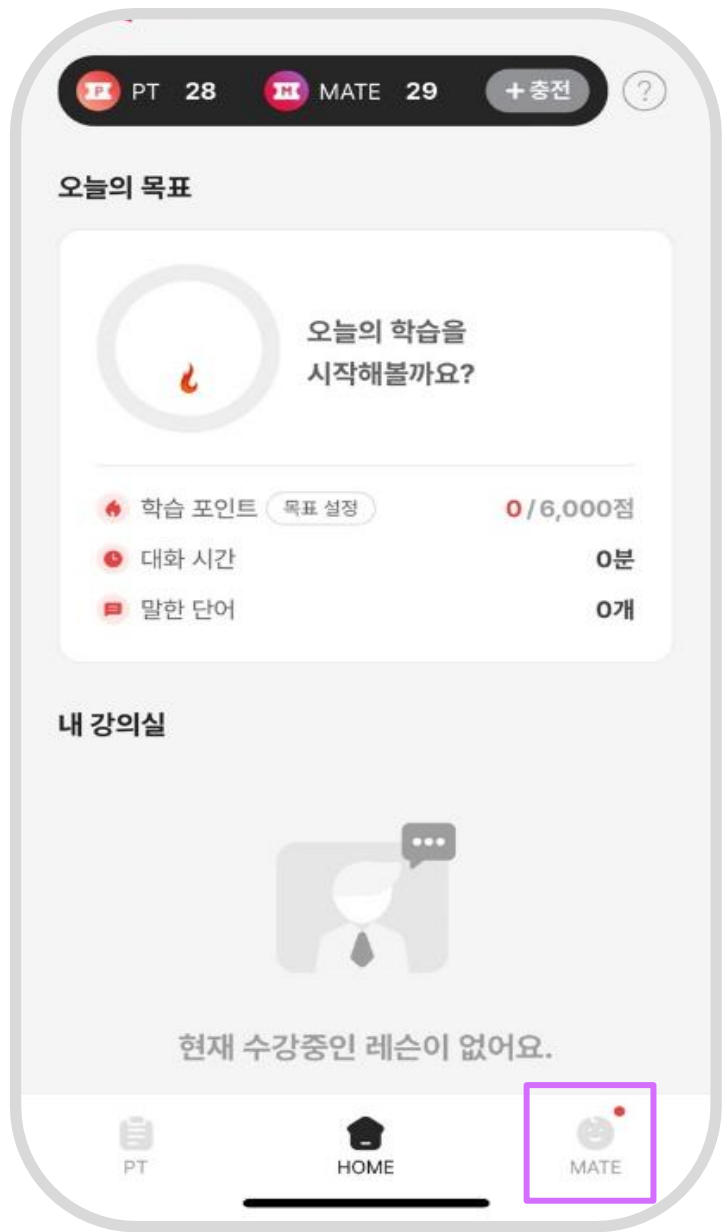 PT 28 MATE 29 +충전 ?
오늘의 목표
오늘의 학습을
시작해볼까요?
학습 포인트 목표 설정 0/6,000점
대화 시간 0분
말한 단어 0개
내 강의실
현재 수강중인 레슨이 없어요.
PT HOME MATE